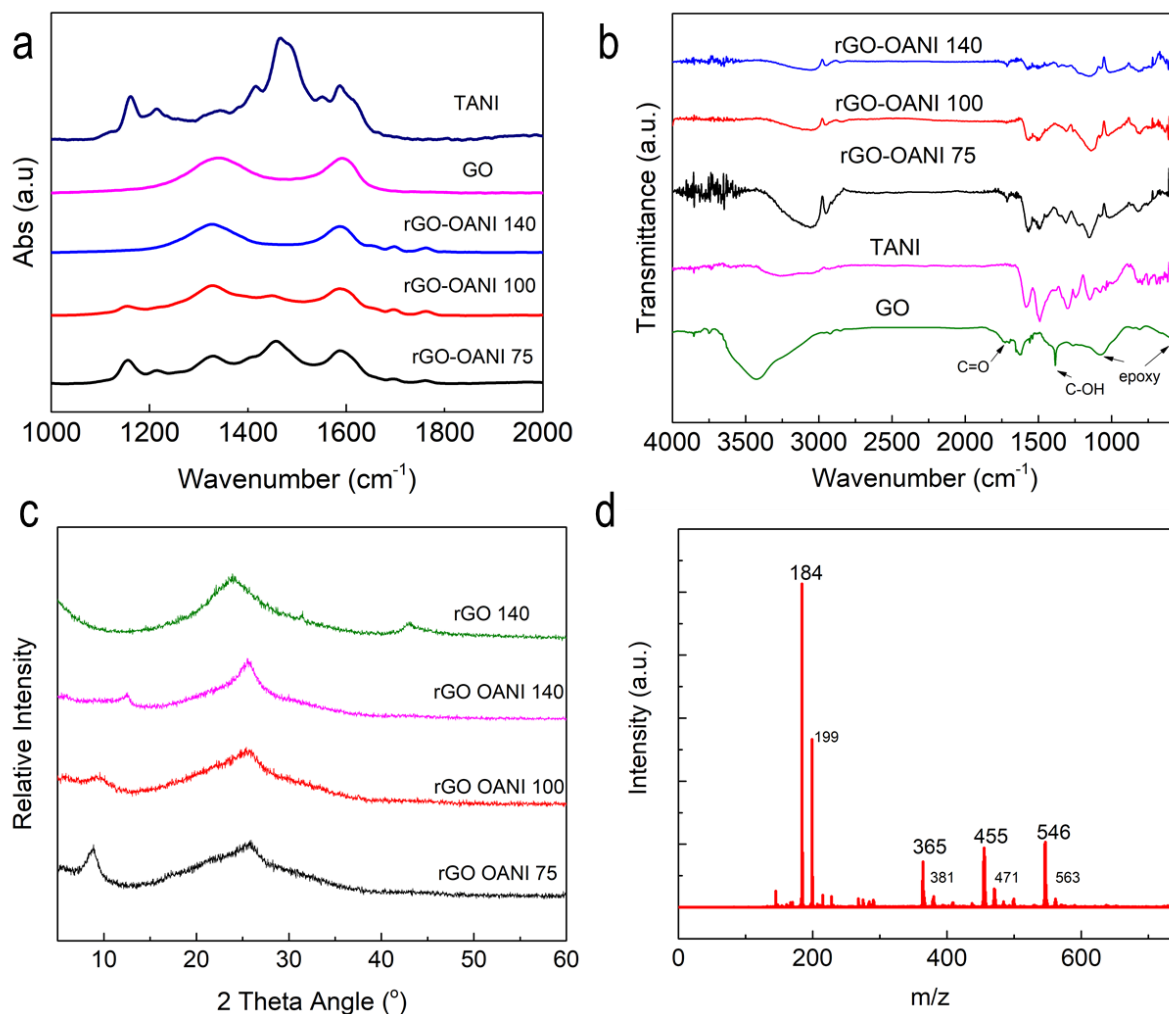 a
TANI
GO
rGO-OANI 140
rGO-OANI 100
rGO-OANI 75
Abs (a.u)
1000 1200 1400 1600 1800 2000
Wavenumber (cm-1)
b
rGO-OANI 140
rGO-OANI 100
rGO-OANI 75
TANI
GO
C=O
C-OH
epoxy
Transmittance (a.u.)
4000 3500 3000 2500 2000 1500 1000
Wavenumber (cm-1)
c
rGO 140
rGO OANI 140
rGO OANI 100
rGO OANI 75
Relative Intensity
10 20 30 40 50 60
2 Theta Angle (o)
d
184
199
365
381
455
471
546
563
Intensity (a.u.)
0 200 400 600
m/z